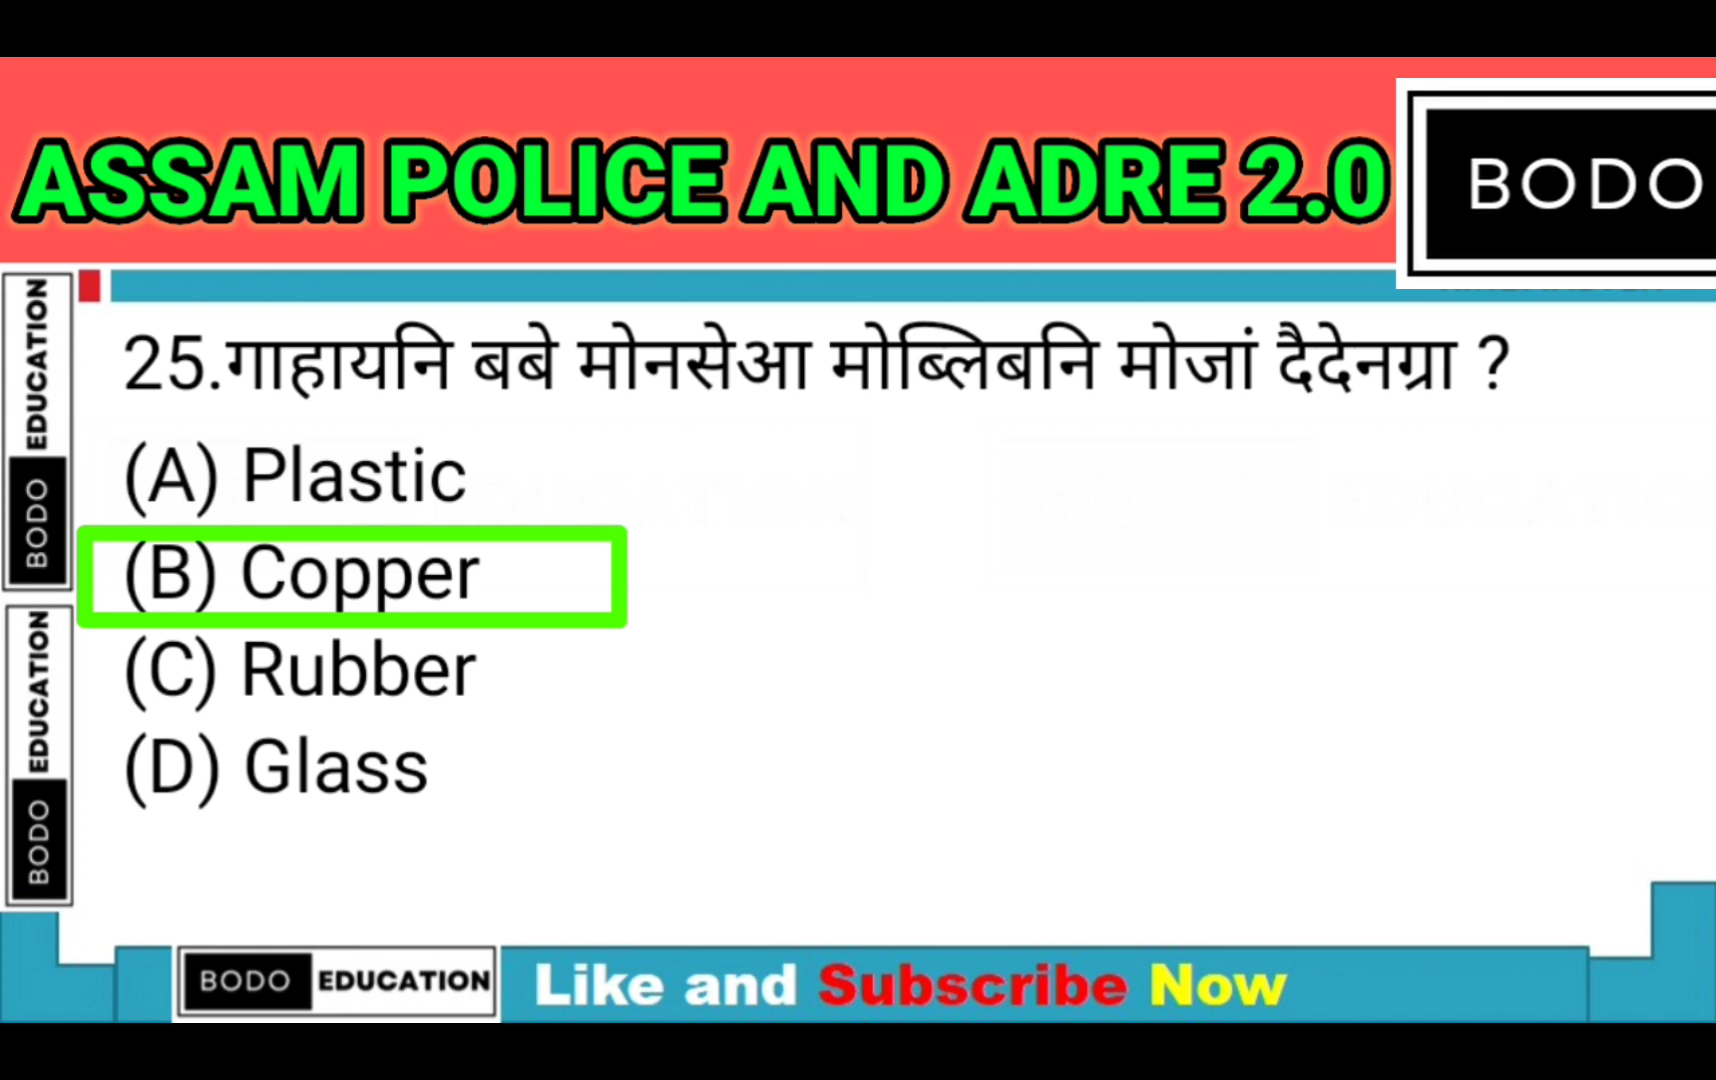 ASSAM POLICE AND ADRE 2.0
BODO
BODO EDUCATION
BODO EDUCATION
25.गाहायनि बबे मोनसेआ मोब्लिबनि मोजां दैदेनग्रा ?
(A) Plastic
(B) Copper
(C) Rubber
(D) Glass
BODO EDUCATION
Like and Subscribe Now